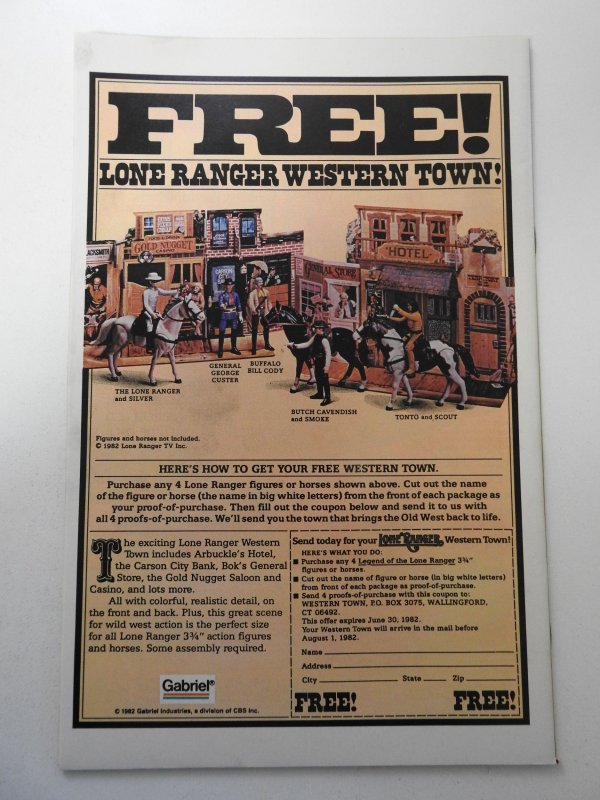 FREE!
LONE RANGER WESTERN TOWN!
GOLD NUGGET
CASINO
CARSON CITY
GENERAL STORE
HOTEL
THE LONE RANGER
and SILVER
GENERAL
GEORGE
CUSTER
BUFFALO
BILL CODY
BUTCH CAVENDISH
and SMOKE
TONTO and SCOUT
Figures and horses not included.
© 1982 Lone Ranger TV Inc.
HERE'S HOW TO GET YOUR FREE WESTERN TOWN.
Purchase any 4 Lone Ranger figures or horses shown above. Cut out the name
of the figure or horse (the name in big white letters) from the front of each package as
your proof-of-purchase. Then fill out the coupon below and send it to us with
all 4 proofs-of-purchase. We'll send you the town that brings the Old West back to life.
The exciting Lone Ranger Western
Town includes Arbuckle's Hotel,
the Carson City Bank, Bok's General
Store, the Gold Nugget Saloon and
Casino, and lots more.
All with colorful, realistic detail, on
the front and back. Plus, this great scene
for wild west action is the perfect size
for all Lone Ranger 3¾" action figures
and horses. Some assembly required.
Gabriel®
© 1982 Gabriel Industries, a division of CBS Inc.
Send today for your LONE RANGER Western Town!
HERE'S WHAT YOU DO:
■ Purchase any 4 Legend of the Lone Ranger 3¾"
figures or horses.
■ Cut out the name of figure or horse (in big white letters)
from front of each package as proof-of-purchase.
■ Send 4 proofs-of-purchase with this coupon to:
WESTERN TOWN, P.O. BOX 3075, WALLINGFORD,
CT 06492.
This offer expires June 30, 1982.
Your Western Town will arrive in the mail before
August 1, 1982.
Name
Address
City State Zip
FREE! FREE!